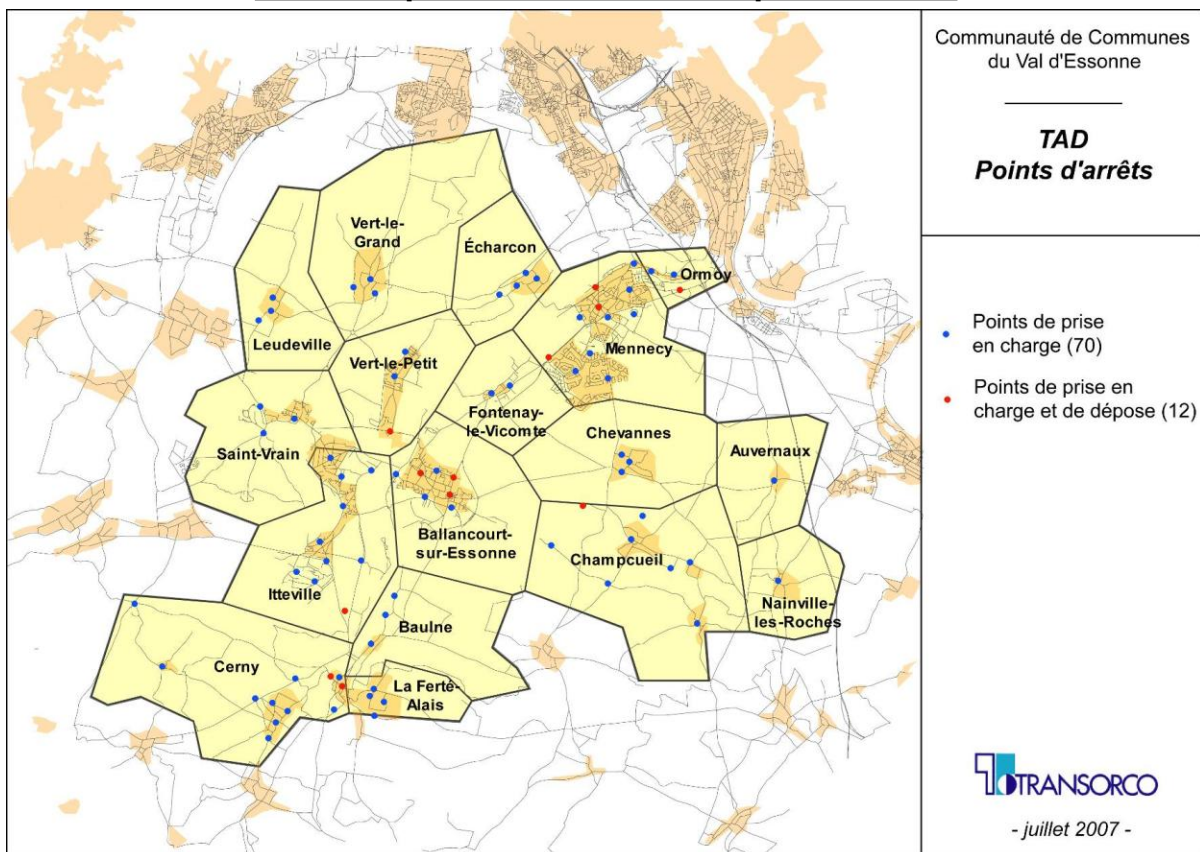 Communauté de Communes
du Val d'Essonne
TAD
Points d'arrêts
Vert-le-
Grand
Écharcon
Ormoy
Leudeville
Vert-le-Petit
Mennecy
Fontenay-
le-Vicomte
Saint-Vrain
Chevannes
Auvernaux
Ballancourt-
sur-Essonne
Champcueil
Itteville
Nainville-
les-Roches
Baulne
Cerny
La Ferté-
Alais
Points de prise
en charge (70)
Points de prise en
charge et de dépose (12)
TRANSORCO
- juillet 2007 -